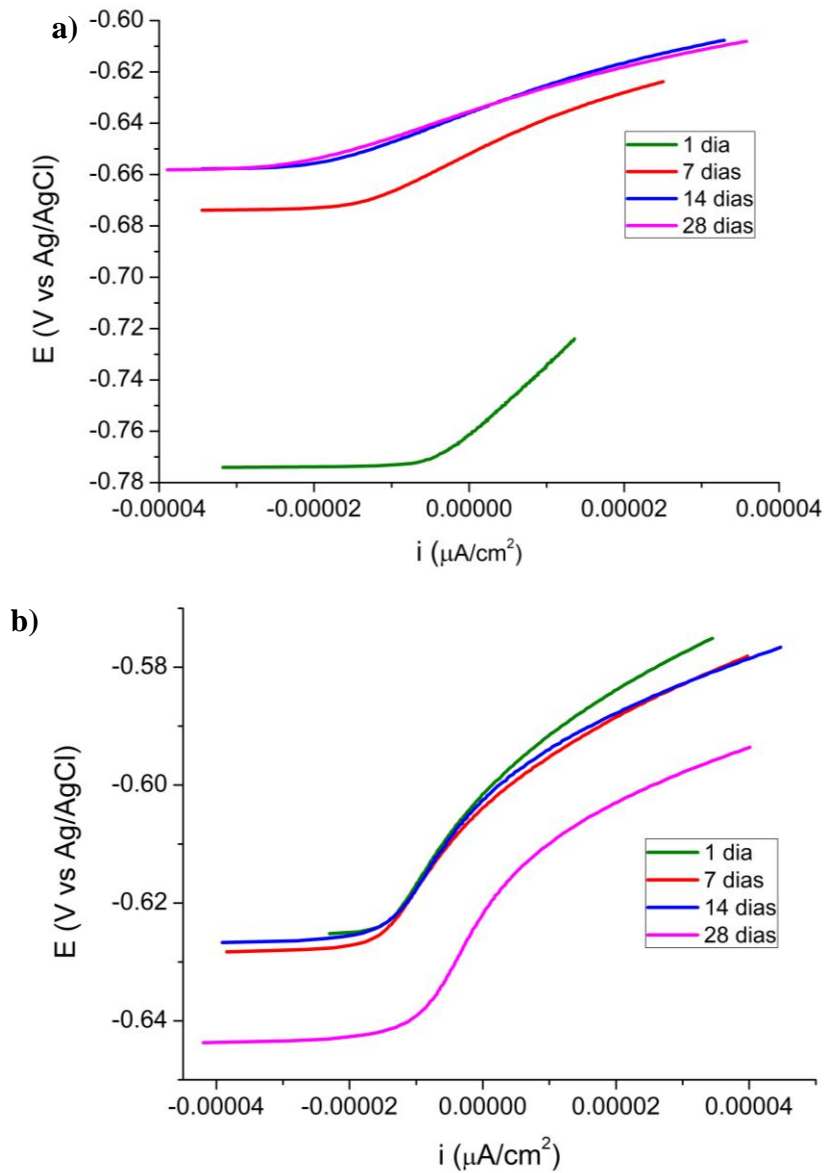 a)
-0.60
-0.62
-0.64
-0.66
-0.68
-0.70
-0.72
-0.74
-0.76
-0.78
E (V vs Ag/AgCl)
1 dia
7 dias
14 dias
28 dias
-0.00004 -0.00002 0.00000 0.00002 0.00004
i (μA/cm²)
b)
-0.58
-0.60
-0.62
-0.64
E (V vs Ag/AgCl)
1 dia
7 dias
14 dias
28 dias
-0.00004 -0.00002 0.00000 0.00002 0.00004
i (μA/cm²)